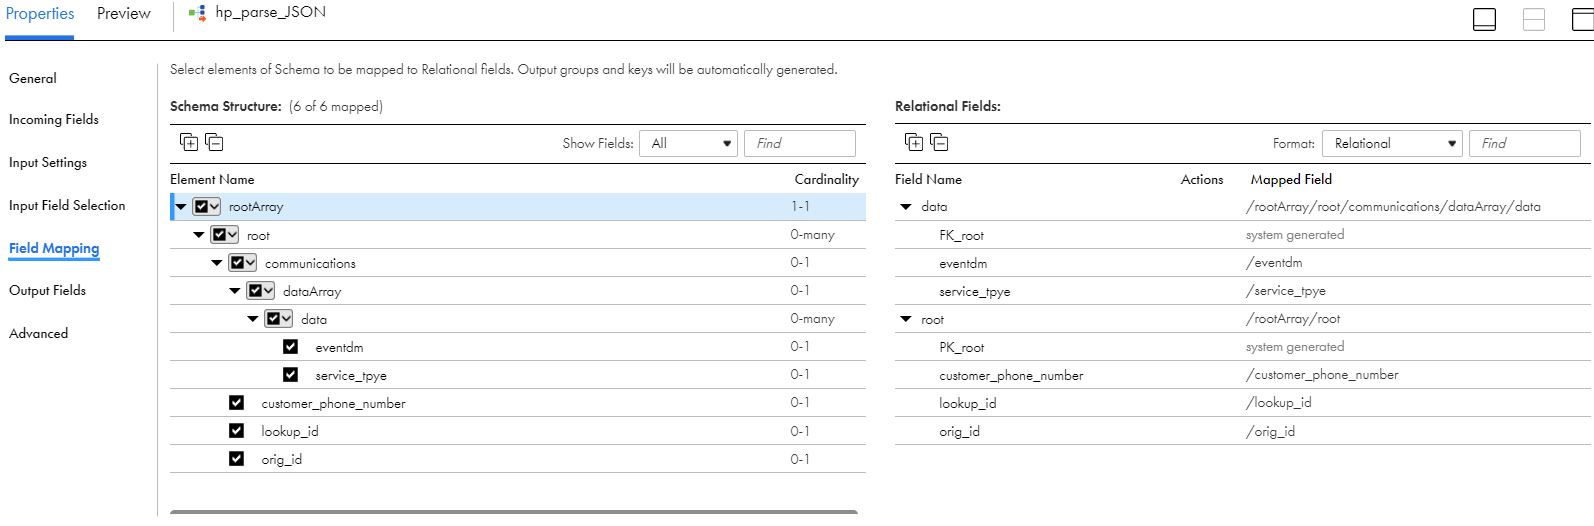 Properties Preview hp_parse_JSON
General
Incoming Fields
Input Settings
Input Field Selection
Field Mapping
Output Fields
Advanced
Select elements of Schema to be mapped to Relational fields. Output groups and keys will be automatically generated.
Schema Structure: (6 of 6 mapped)
Show Fields: All Find
Element Name Cardinality
rootArray 1-1
root 0-many
communications 0-1
dataArray 0-1
data 0-many
eventdm 0-1
service_tpye 0-1
customer_phone_number 0-1
lookup_id 0-1
orig_id 0-1
Relational Fields:
Format: Relational Find
Field Name Actions Mapped Field
data /rootArray/root/communications/dataArray/data
FK_root system generated
eventdm /eventdm
service_tpye /service_tpye
root /rootArray/root
PK_root system generated
customer_phone_number /customer_phone_number
lookup_id /lookup_id
orig_id /orig_id